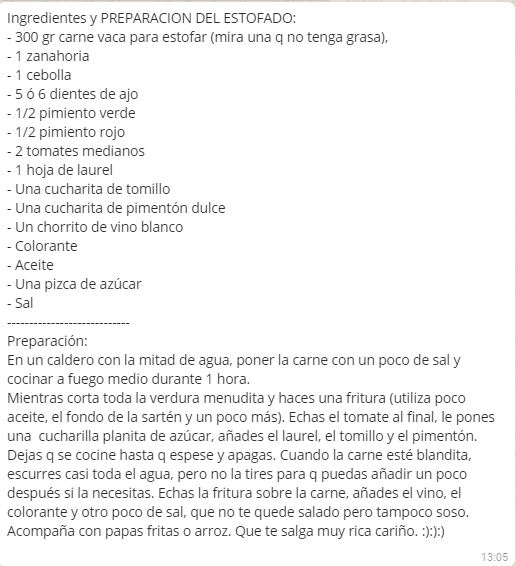 Ingredientes y PREPARACION DEL ESTOFADO:
- 300 gr carne vaca para estofar (mira una q no tenga grasa),
- 1 zanahoria
- 1 cebolla
- 5 ó 6 dientes de ajo
- 1/2 pimiento verde
- 1/2 pimiento rojo
- 2 tomates medianos
- 1 hoja de laurel
- Una cucharita de tomillo
- Una cucharita de pimentón dulce
- Un chorrito de vino blanco
- Colorante
- Aceite
- Una pizca de azúcar
- Sal
----------------------------
Preparación:
En un caldero con la mitad de agua, poner la carne con un poco de sal y
cocinar a fuego medio durante 1 hora.
Mientras corta toda la verdura menudita y haces una fritura (utiliza poco
aceite, el fondo de la sartén y un poco más). Echas el tomate al final, le pones
una  cucharilla planita de azúcar, añades el laurel, el tomillo y el pimentón.
Dejas q se cocine hasta q espese y apagas. Cuando la carne esté blandita,
escurres casi toda el agua, pero no la tires para q puedas añadir un poco
después si la necesitas. Echas la fritura sobre la carne, añades el vino, el
colorante y otro poco de sal, que no te quede salado pero tampoco soso.
Acompaña con papas fritas o arroz. Que te salga muy rica cariño. :):):)
13:05